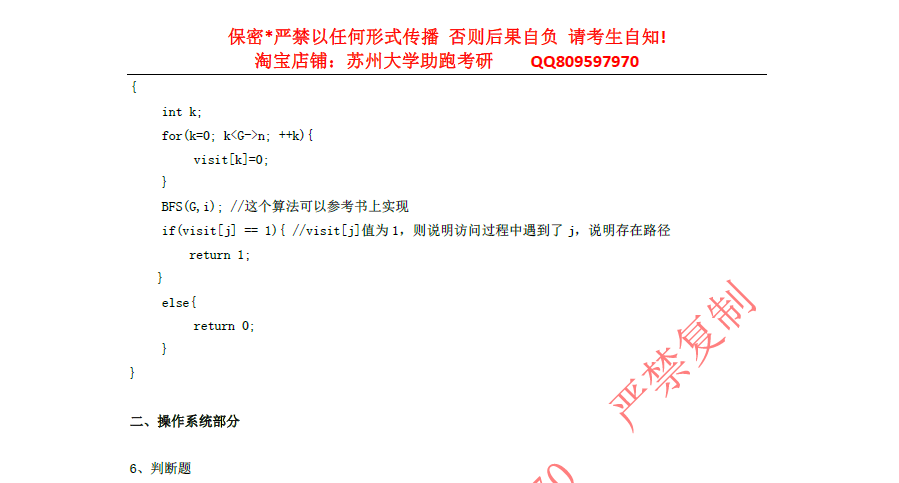 保密*严禁以任何形式传播 否则后果自负 请考生自知!
淘宝店铺：苏州大学助跑考研 QQ809597970
{
int k;
for(k=0; k<G->n; ++k){
visit[k]=0;
}
BFS(G,i); //这个算法可以参考书上实现
if(visit[j] == 1){ //visit[j]值为1，则说明访问过程中遇到了j，说明存在路径
return 1;
}
else{
return 0;
}
}
严禁复制
二、操作系统部分
6、判断题
70